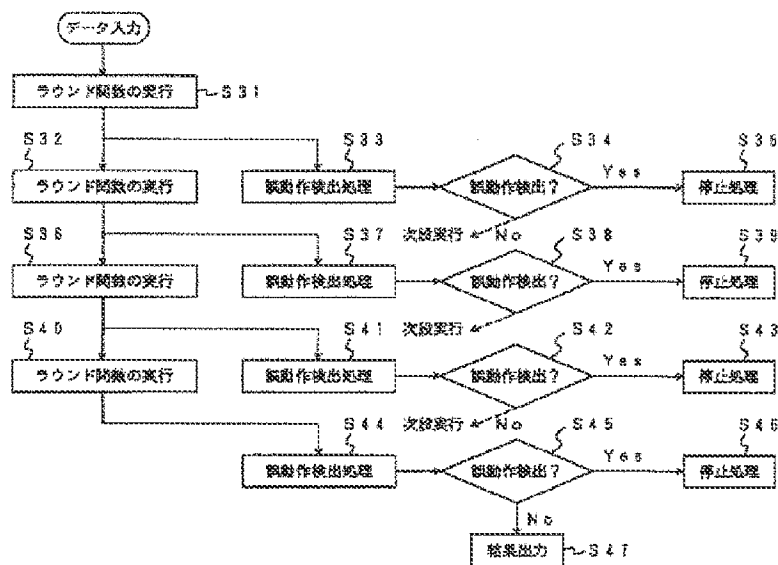 データ入力
ラウンド関数の実行
S31
S32
S33
S34
S35
ラウンド関数の実行
誤動作検出処理
誤動作検出?
Yes
停止処理
次段実行
No
S36
S37
S38
S39
ラウンド関数の実行
誤動作検出処理
誤動作検出?
Yes
停止処理
次段実行
S40
S41
S42
S43
ラウンド関数の実行
誤動作検出処理
誤動作検出?
Yes
停止処理
次段実行
No
S44
S45
S46
誤動作検出処理
誤動作検出?
Yes
停止処理
No
結果出力
S47